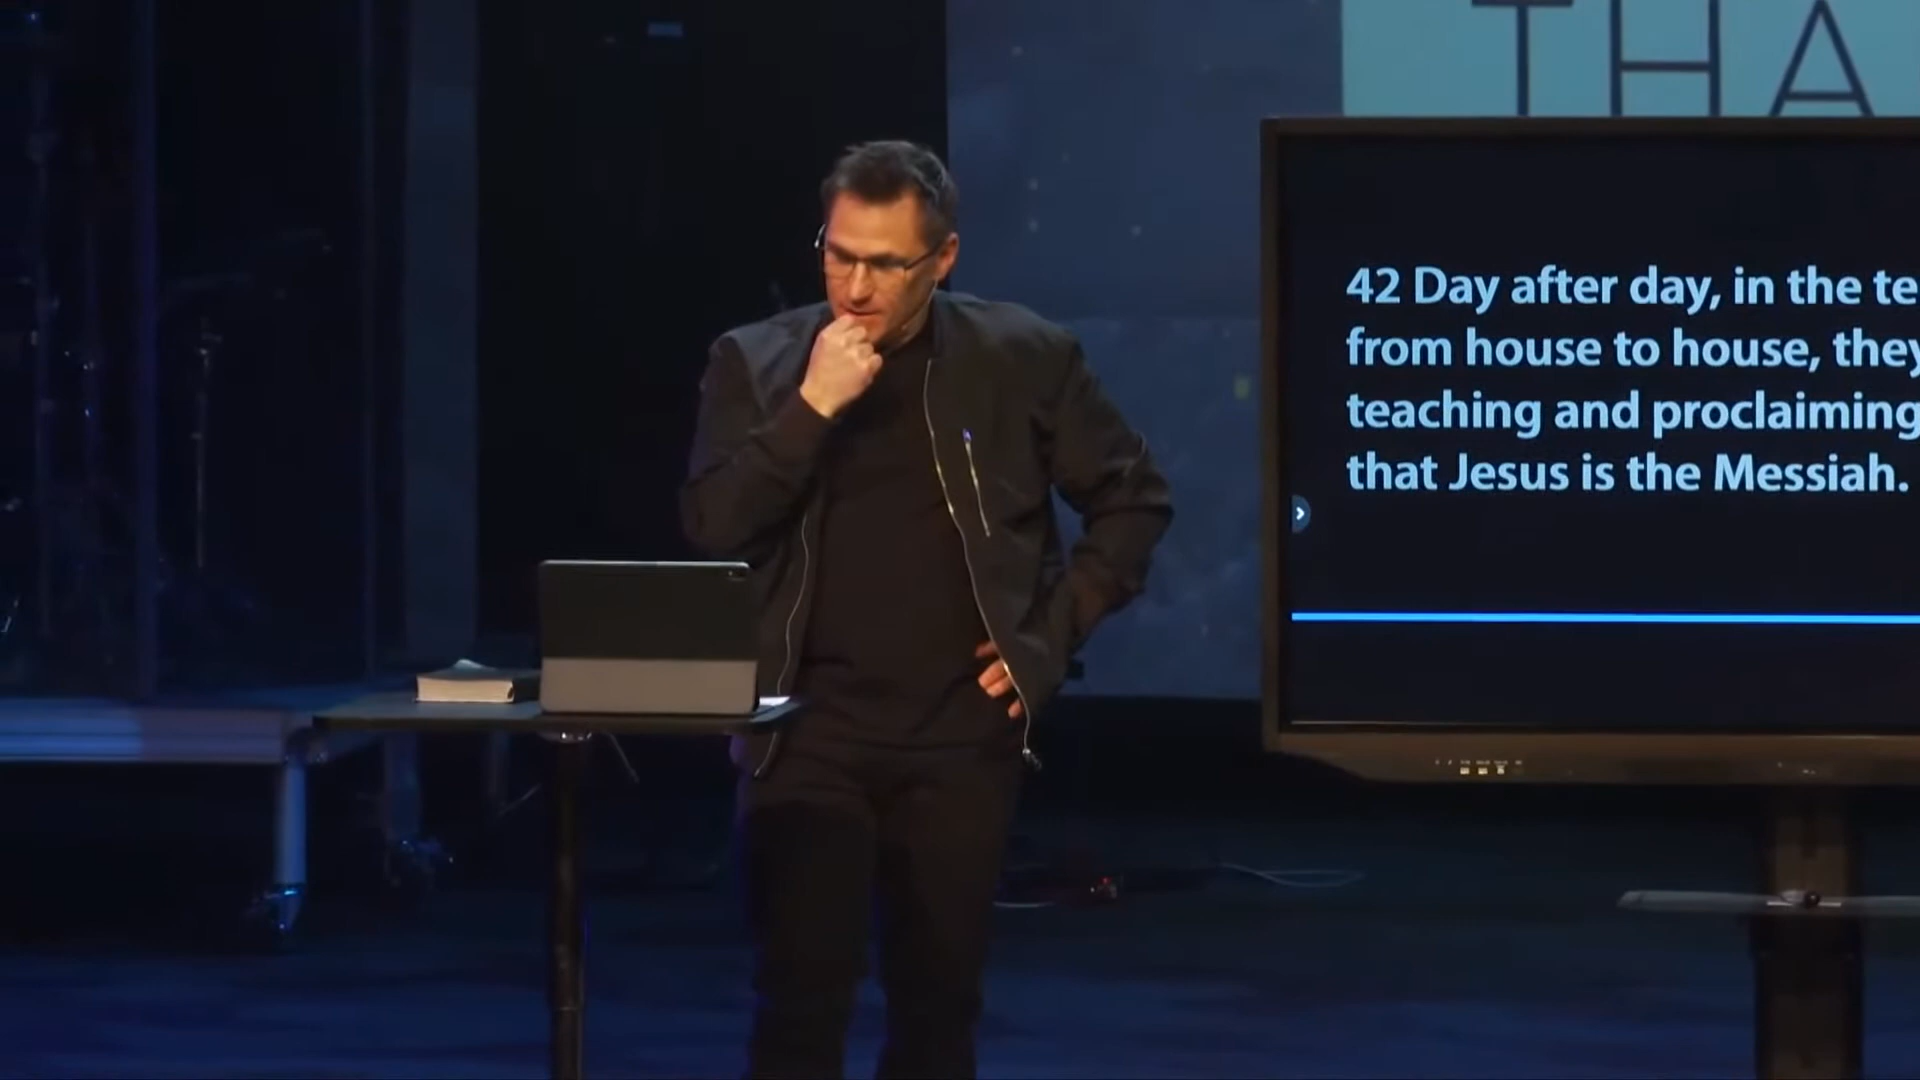 THA
42 Day after day, in the te
from house to house, they
teaching and proclaiming
that Jesus is the Messiah.